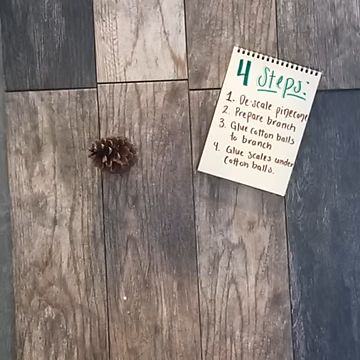 4 Steps:
1. De-scale pinecone
2. Prepare branch
3. Glue cotton balls
to branch
4. Glue scales under
cotton balls.